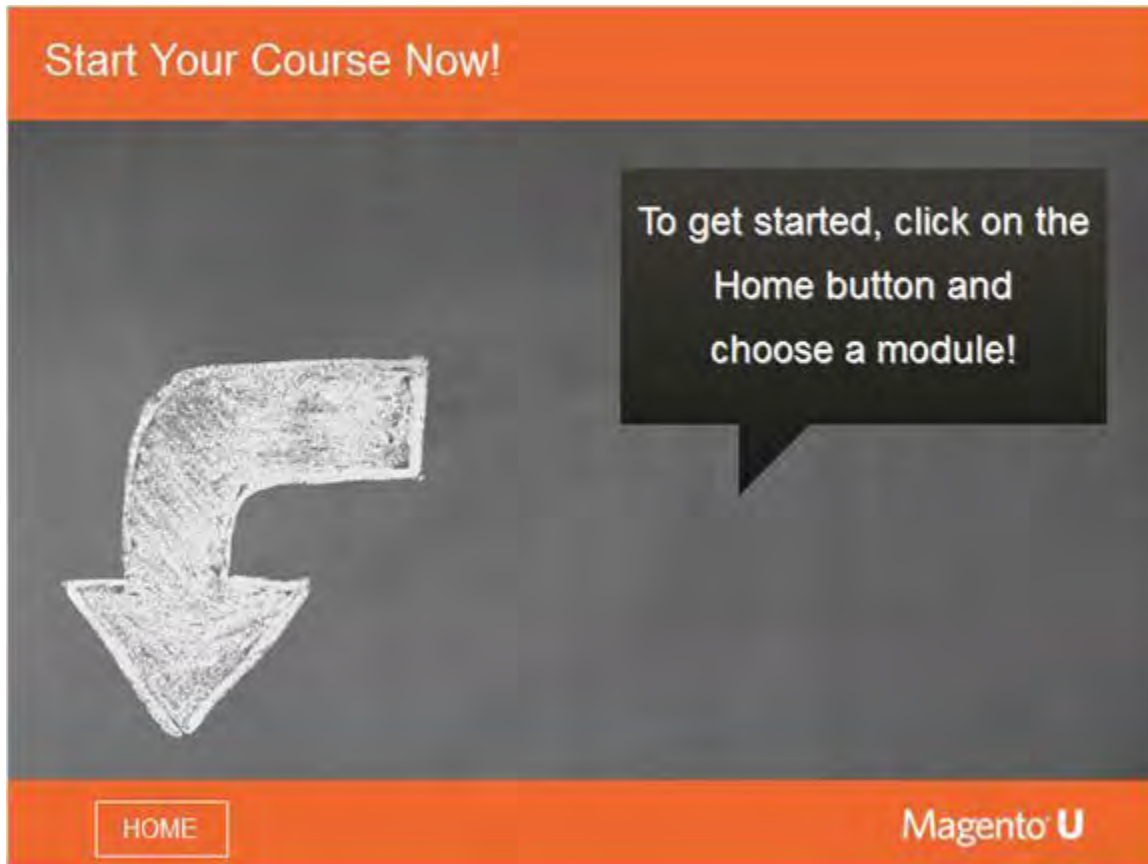 Start Your Course Now!
To get started, click on the
Home button and
choose a module!
HOME
Magento U